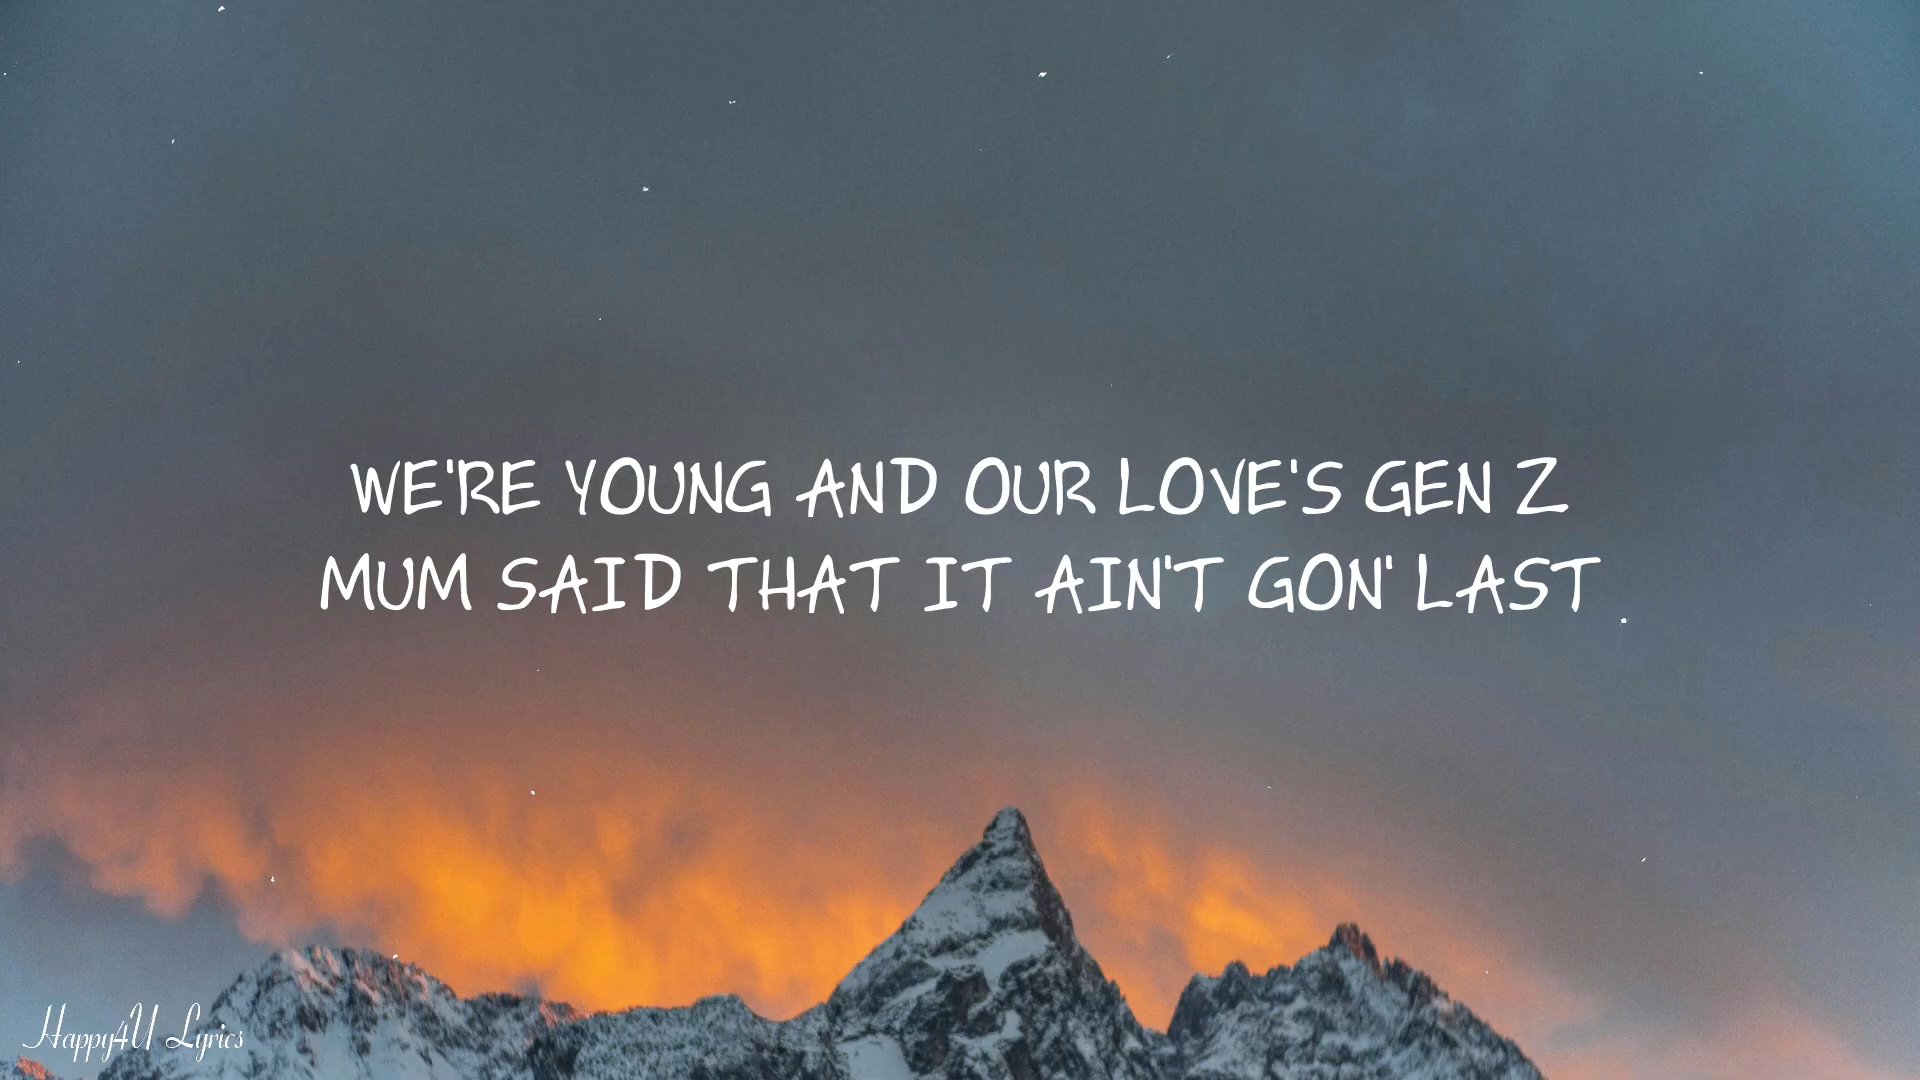 WE'RE YOUNG AND OUR LOVE'S GEN Z
MUM SAID THAT IT AIN'T GON' LAST
Happy4U Lyrics